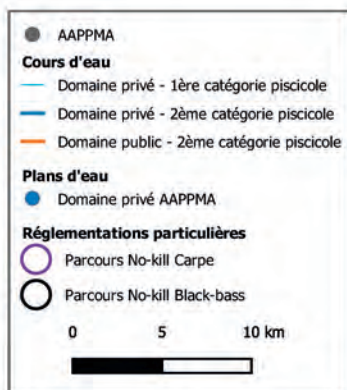 AAPPMA
Cours d'eau
Domaine privé - 1ère catégorie piscicole
Domaine privé - 2ème catégorie piscicole
Domaine public - 2ème catégorie piscicole
Plans d'eau
Domaine privé AAPPMA
Réglementations particulières
Parcours No-kill Carpe
Parcours No-kill Black-bass
0 5 10 km